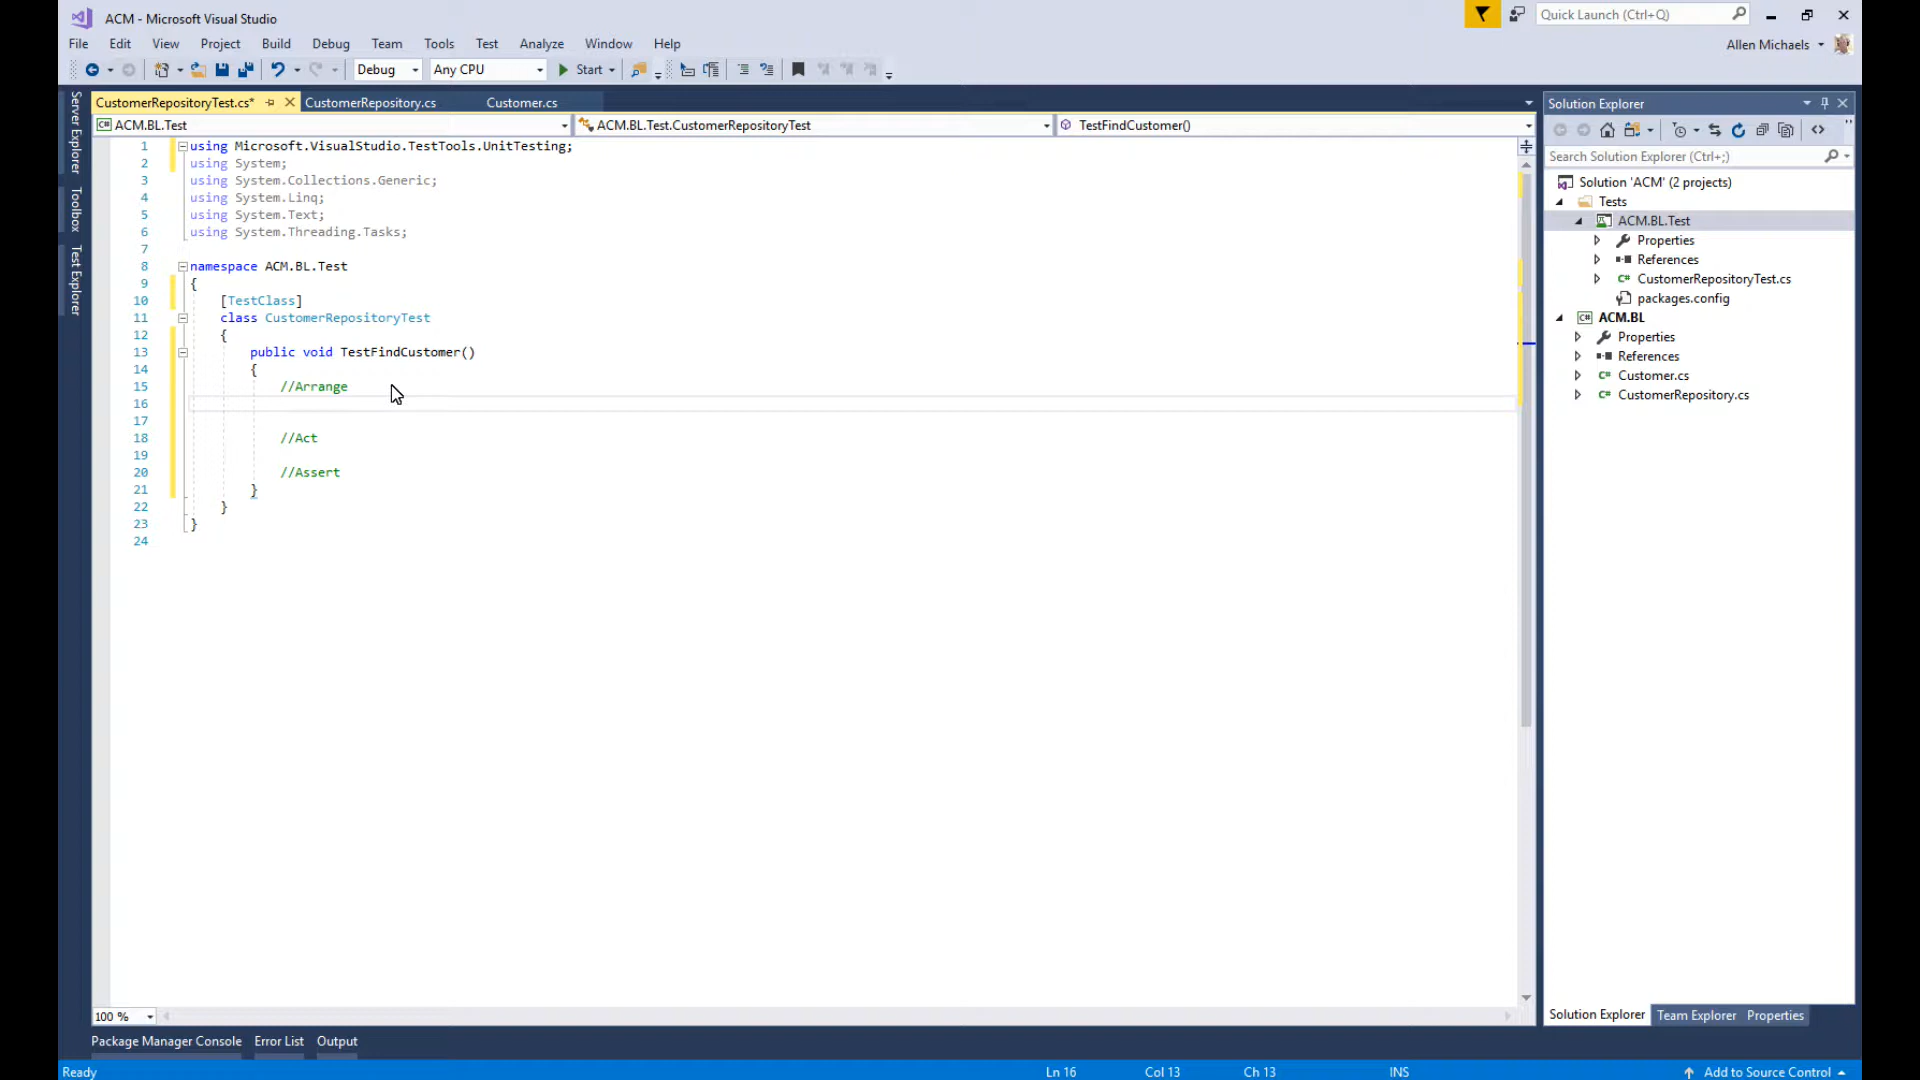 ACM - Microsoft Visual Studio
Quick Launch (Ctrl+Q)
File Edit View Project Build Debug Team Tools Test Analyze Window Help
Allen Michaels
Debug Any CPU Start
Server Explorer
Toolbox
Test Explorer
CustomerRepositoryTest.cs* CustomerRepository.cs Customer.cs
ACM.BL.Test ACM.BL.Test.CustomerRepositoryTest TestFindCustomer()
1 using Microsoft.VisualStudio.TestTools.UnitTesting;
2 using System;
3 using System.Collections.Generic;
4 using System.Linq;
5 using System.Text;
6 using System.Threading.Tasks;
7
8 namespace ACM.BL.Test
9 {
10 [TestClass]
11 class CustomerRepositoryTest
12 {
13 public void TestFindCustomer()
14 {
15 //Arrange
16
17
18 //Act
19
20 //Assert
21 }
22 }
23 }
24
100 %
Solution Explorer
Search Solution Explorer (Ctrl+;)
Solution 'ACM' (2 projects)
Tests
ACM.BL.Test
Properties
References
C# CustomerRepositoryTest.cs
packages.config
C# ACM.BL
Properties
References
C# Customer.cs
C# CustomerRepository.cs
Solution Explorer Team Explorer Properties
Package Manager Console Error List Output
Ready Ln 16 Col 13 Ch 13 INS Add to Source Control